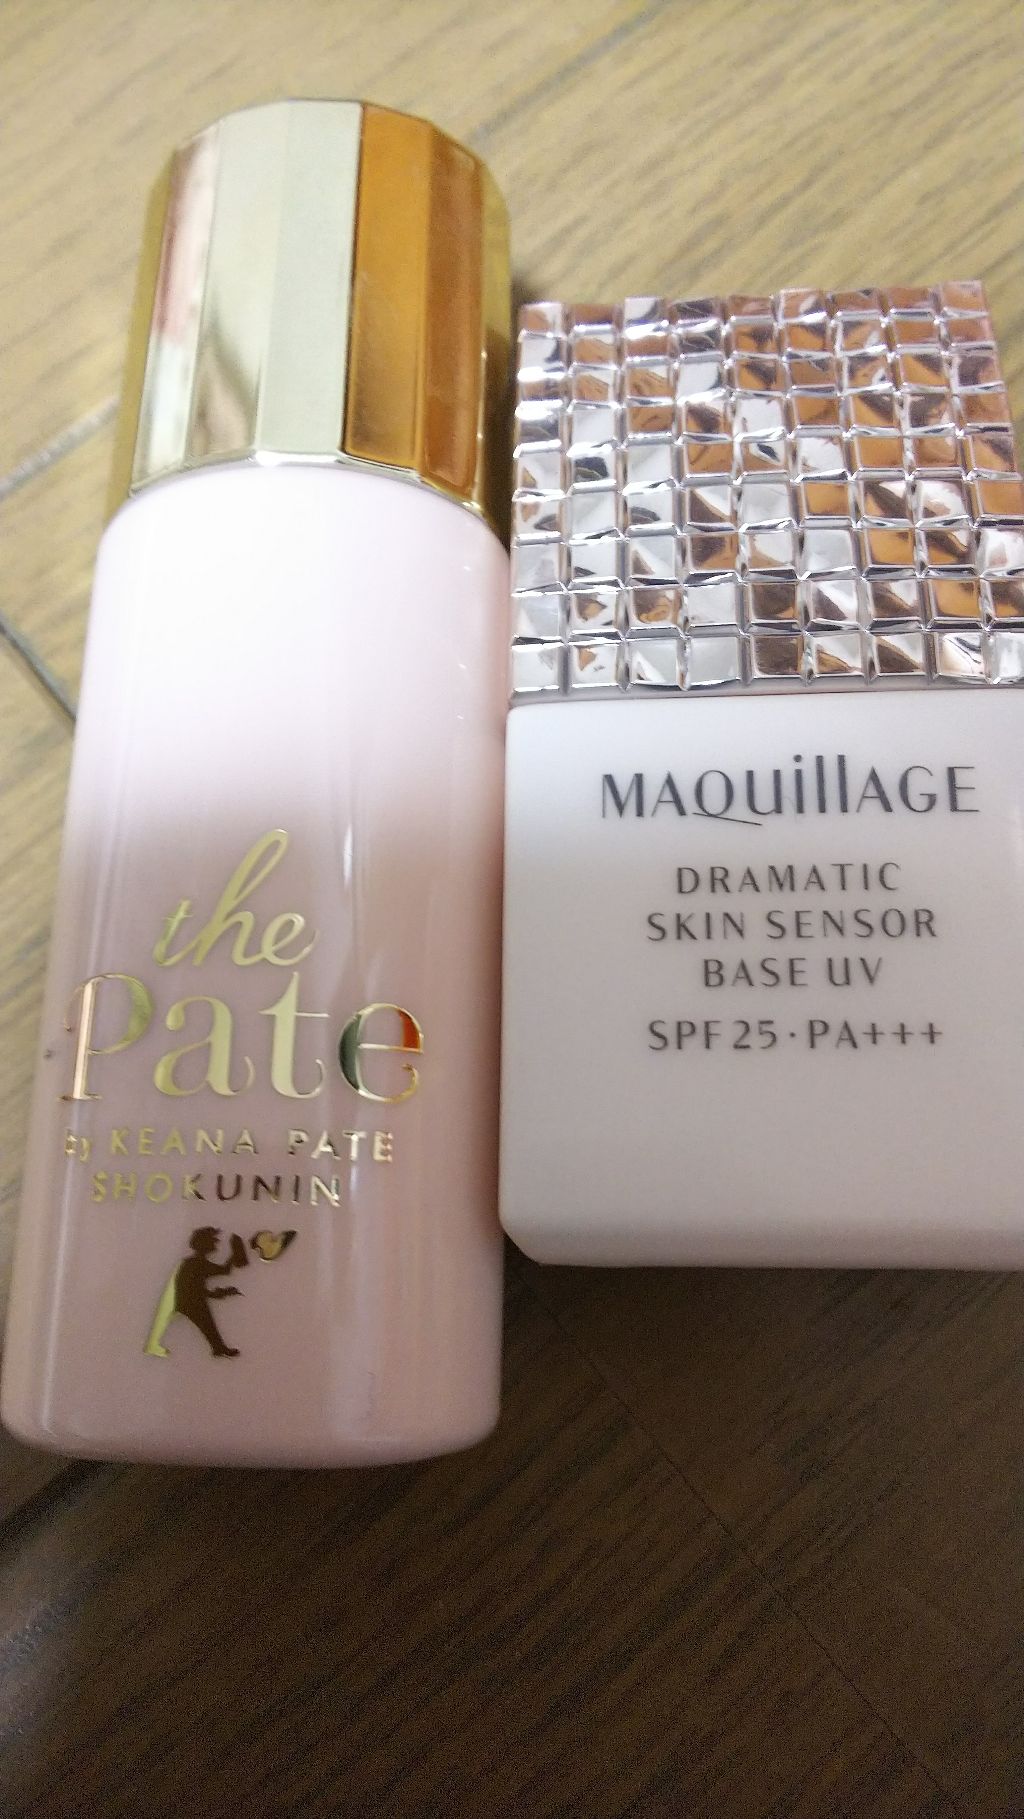 the
Pate
by KEANA PATE
SHOKUNIN
MAQuillAGE
DRAMATIC
SKIN SENSOR
BASE UV
SPF25·PA+++